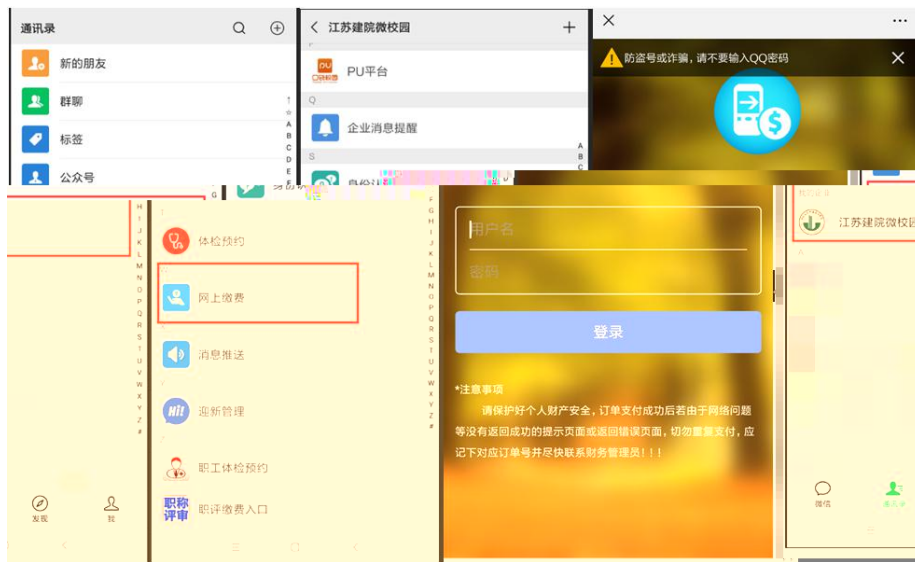 通讯录
新的朋友
群聊
标签
公众号
江苏建院微校园
PU平台
Q
企业消息提醒
S
A
B
C
防盗号或诈骗，请不要输入QQ密码
体检预约
网上缴费
消息推送
Hi!
迎新管理
职工体检预约
职称
评审
职评缴费入口
发现
我
用户名
密码
登录
*注意事项
请保护好个人财产安全，订单支付成功后若由于网络问题
等没有返回成功的提示页面或返回错误页面，切勿重复支付，应
记下对应订单号并尽快联系财务管理员！！！
江苏建院微校园
微信